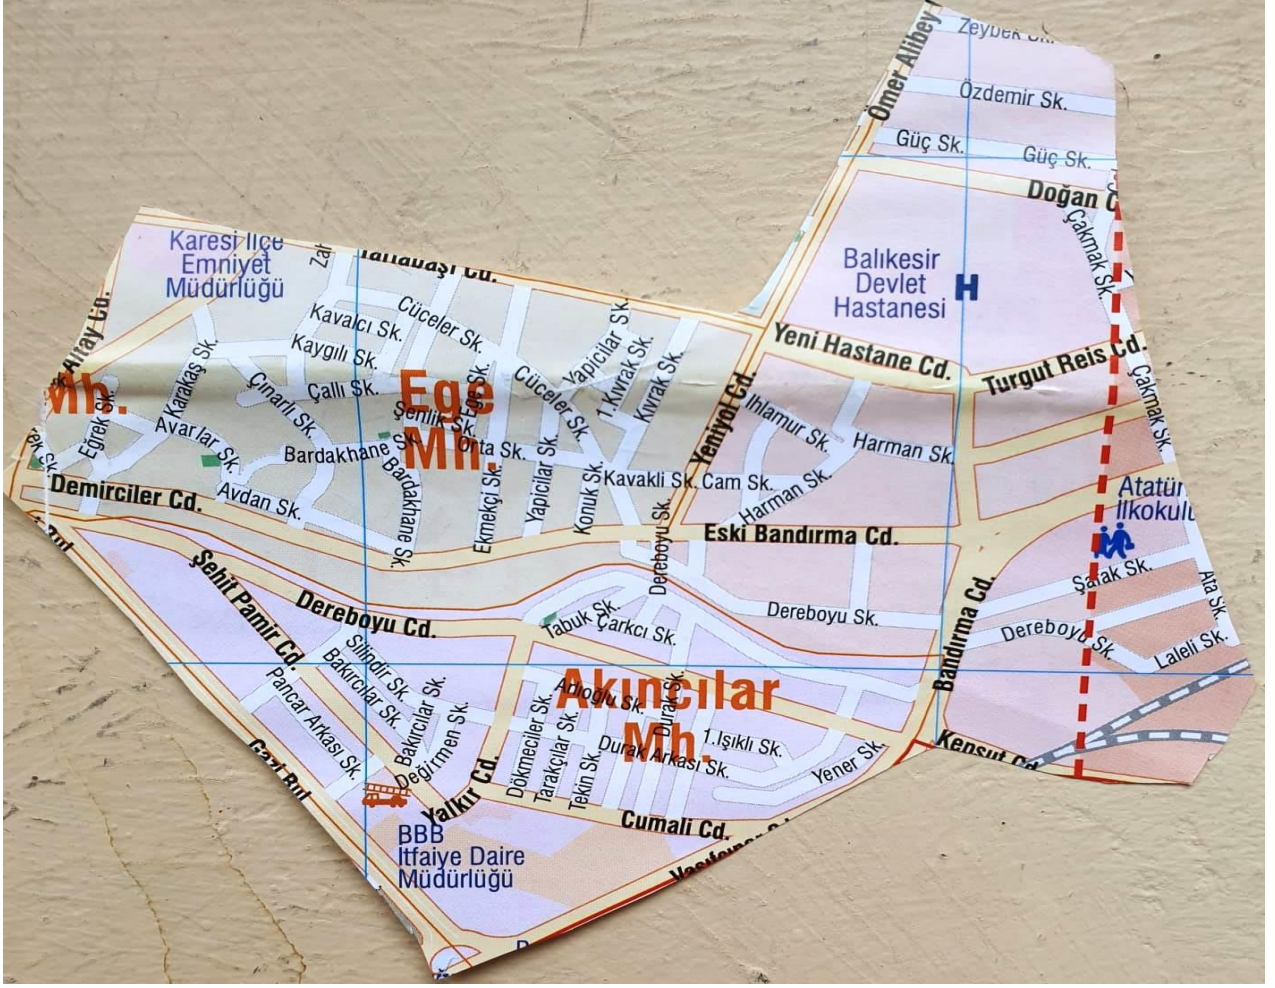 Zeybek
Ömer Alibey
Özdemir Sk.
Güç Sk.
Güç Sk.
Doğan
Çakmak Sk.
Karesi İlçe
Emniyet
Müdürlüğü
Balıkesir
Devlet
Hastanesi
H
Altay Cd.
Mh.
Kavalcı Sk.
Kaygılı Sk.
Cüceler Sk.
Yapicilar Sk.
Yeni Hastane Cd.
Turgut Reis Cd.
Karakaş Sk.
Çınarlı Sk.
Çallı Sk.
Ege
Mh.
Ege Sk.
Şenlik Sk.
Cüceler Sk.
1.Kıvrak Sk.
Kıvrak Sk.
Yeniyol Cd.
Ihlamur Sk.
Harman Sk.
Çakmak Sk.
Eğrek Sk.
Avarlar Sk.
Bardakhane Sk.
Orta Sk.
Bardakhane Sk.
Ekmekçi Sk.
Yapicilar Sk.
Konuk Sk.
Kavakli Sk.
Cam Sk.
Harman Sk.
Demirciler Cd.
Avdan Sk.
Dereboyu Sk.
Eski Bandırma Cd.
İlkokulu
Şafak Sk.
Ata Sk.
Şehit Pamir Cd.
Dereboyu Cd.
Tabuk Sk.
Çarkcı Sk.
Dereboyu Sk.
Bandırma Cd.
Dereboyu Sk.
Laleli Sk.
Silindir Sk.
Bakırcılar Sk.
Pancar Arkası Sk.
Bakırcılar Sk.
Değirmen Sk.
Akıncılar
Mh.
Durak Sk.
Dökmeciler Sk.
Tarakçılar Sk.
Tekin Sk.
1.Işıklı Sk.
Durak Arkası Sk.
Yener Sk.
Yalkır Cd.
Cumali Cd.
BBB
İtfaiye Daire
Müdürlüğü